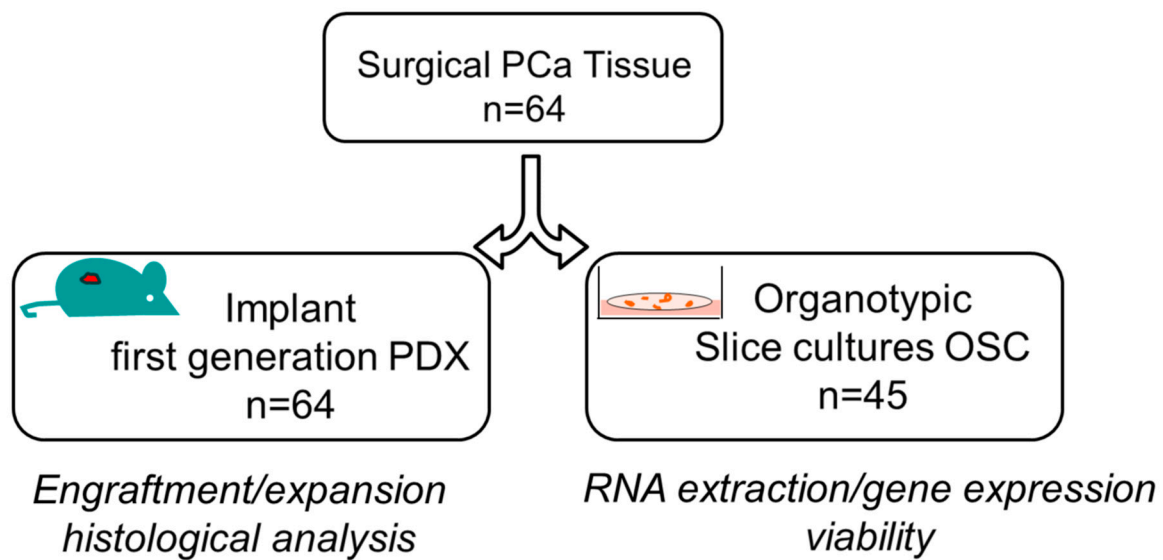 Surgical PCa Tissue
n=64
Implant
first generation PDX
n=64
Organotypic
Slice cultures OSC
n=45
Engraftment/expansion
histological analysis
RNA extraction/gene expression
viability